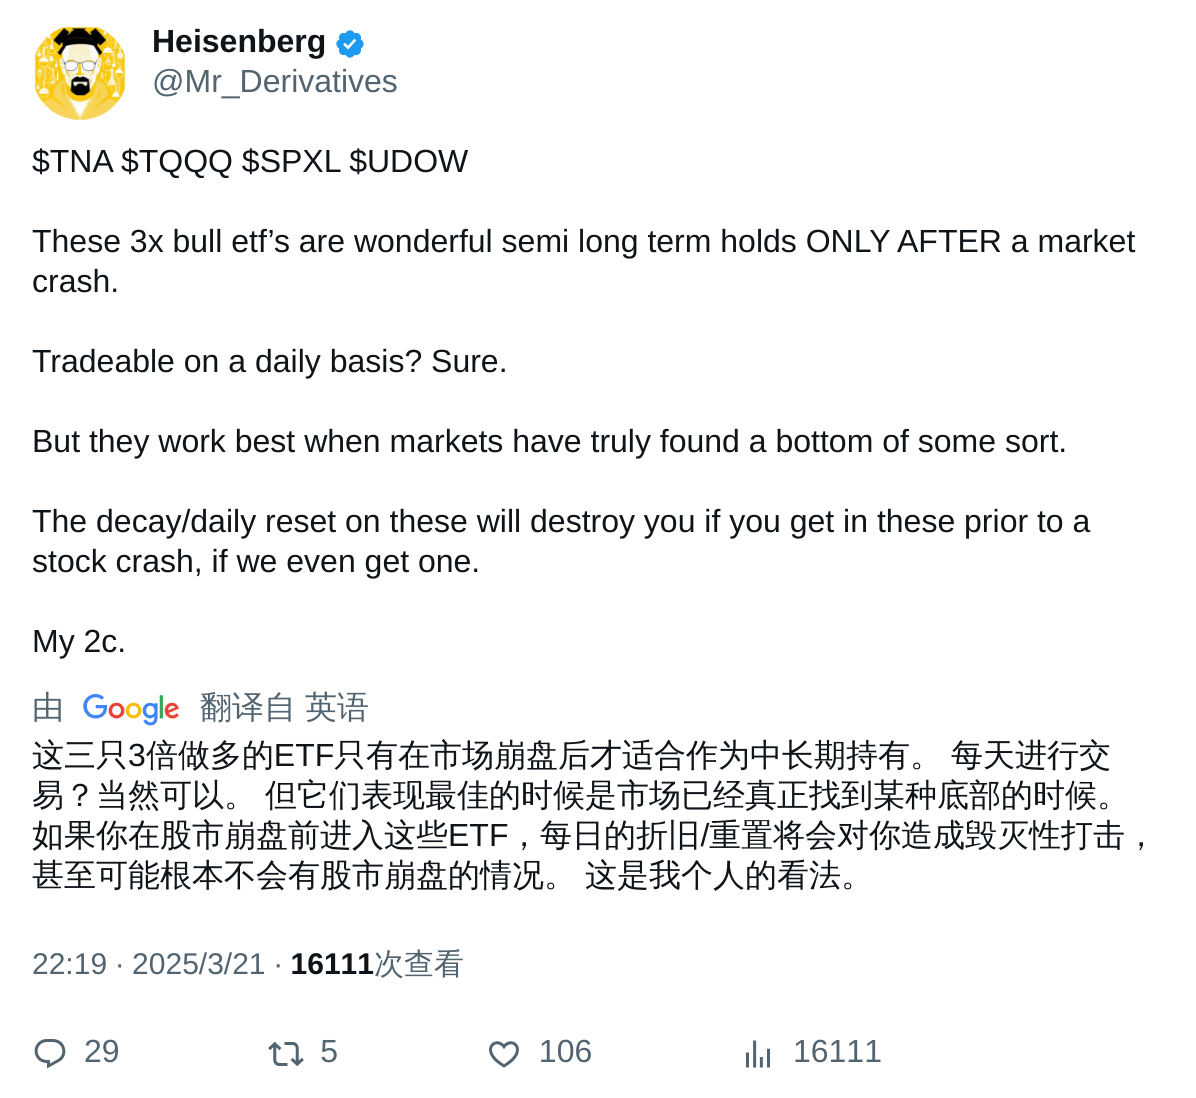 Heisenberg
@Mr_Derivatives
$TNA $TQQQ $SPXL $UDOW
These 3x bull etf’s are wonderful semi long term holds ONLY AFTER a market
crash.
Tradeable on a daily basis? Sure.
But they work best when markets have truly found a bottom of some sort.
The decay/daily reset on these will destroy you if you get in these prior to a
stock crash, if we even get one.
My 2c.
由 Google 翻译自 英语
这三只3倍做多的ETF只有在市场崩盘后才适合作为中长期持有。 每天进行交
易？当然可以。 但它们表现最佳的时候是市场已经真正找到某种底部的时候。
如果你在股市崩盘前进入这些ETF，每日的折旧/重置将会对你造成毁灭性打击，
甚至可能根本不会有股市崩盘的情况。 这是我个人的看法。
22:19 · 2025/3/21 · 16111次查看
29 5 106 16111